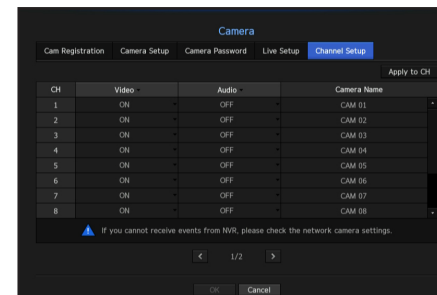 Camera
Cam Registration Camera Setup Camera Password Live Setup Channel Setup
Apply to CH
CH Video Audio Camera Name
1 ON OFF CAM 01
2 ON OFF CAM 02
3 ON OFF CAM 03
4 ON OFF CAM 04
5 ON OFF CAM 05
6 ON OFF CAM 06
7 ON OFF CAM 07
8 ON OFF CAM 08
If you cannot receive events from NVR, please check the network camera settings.
< 1/2 >
OK Cancel